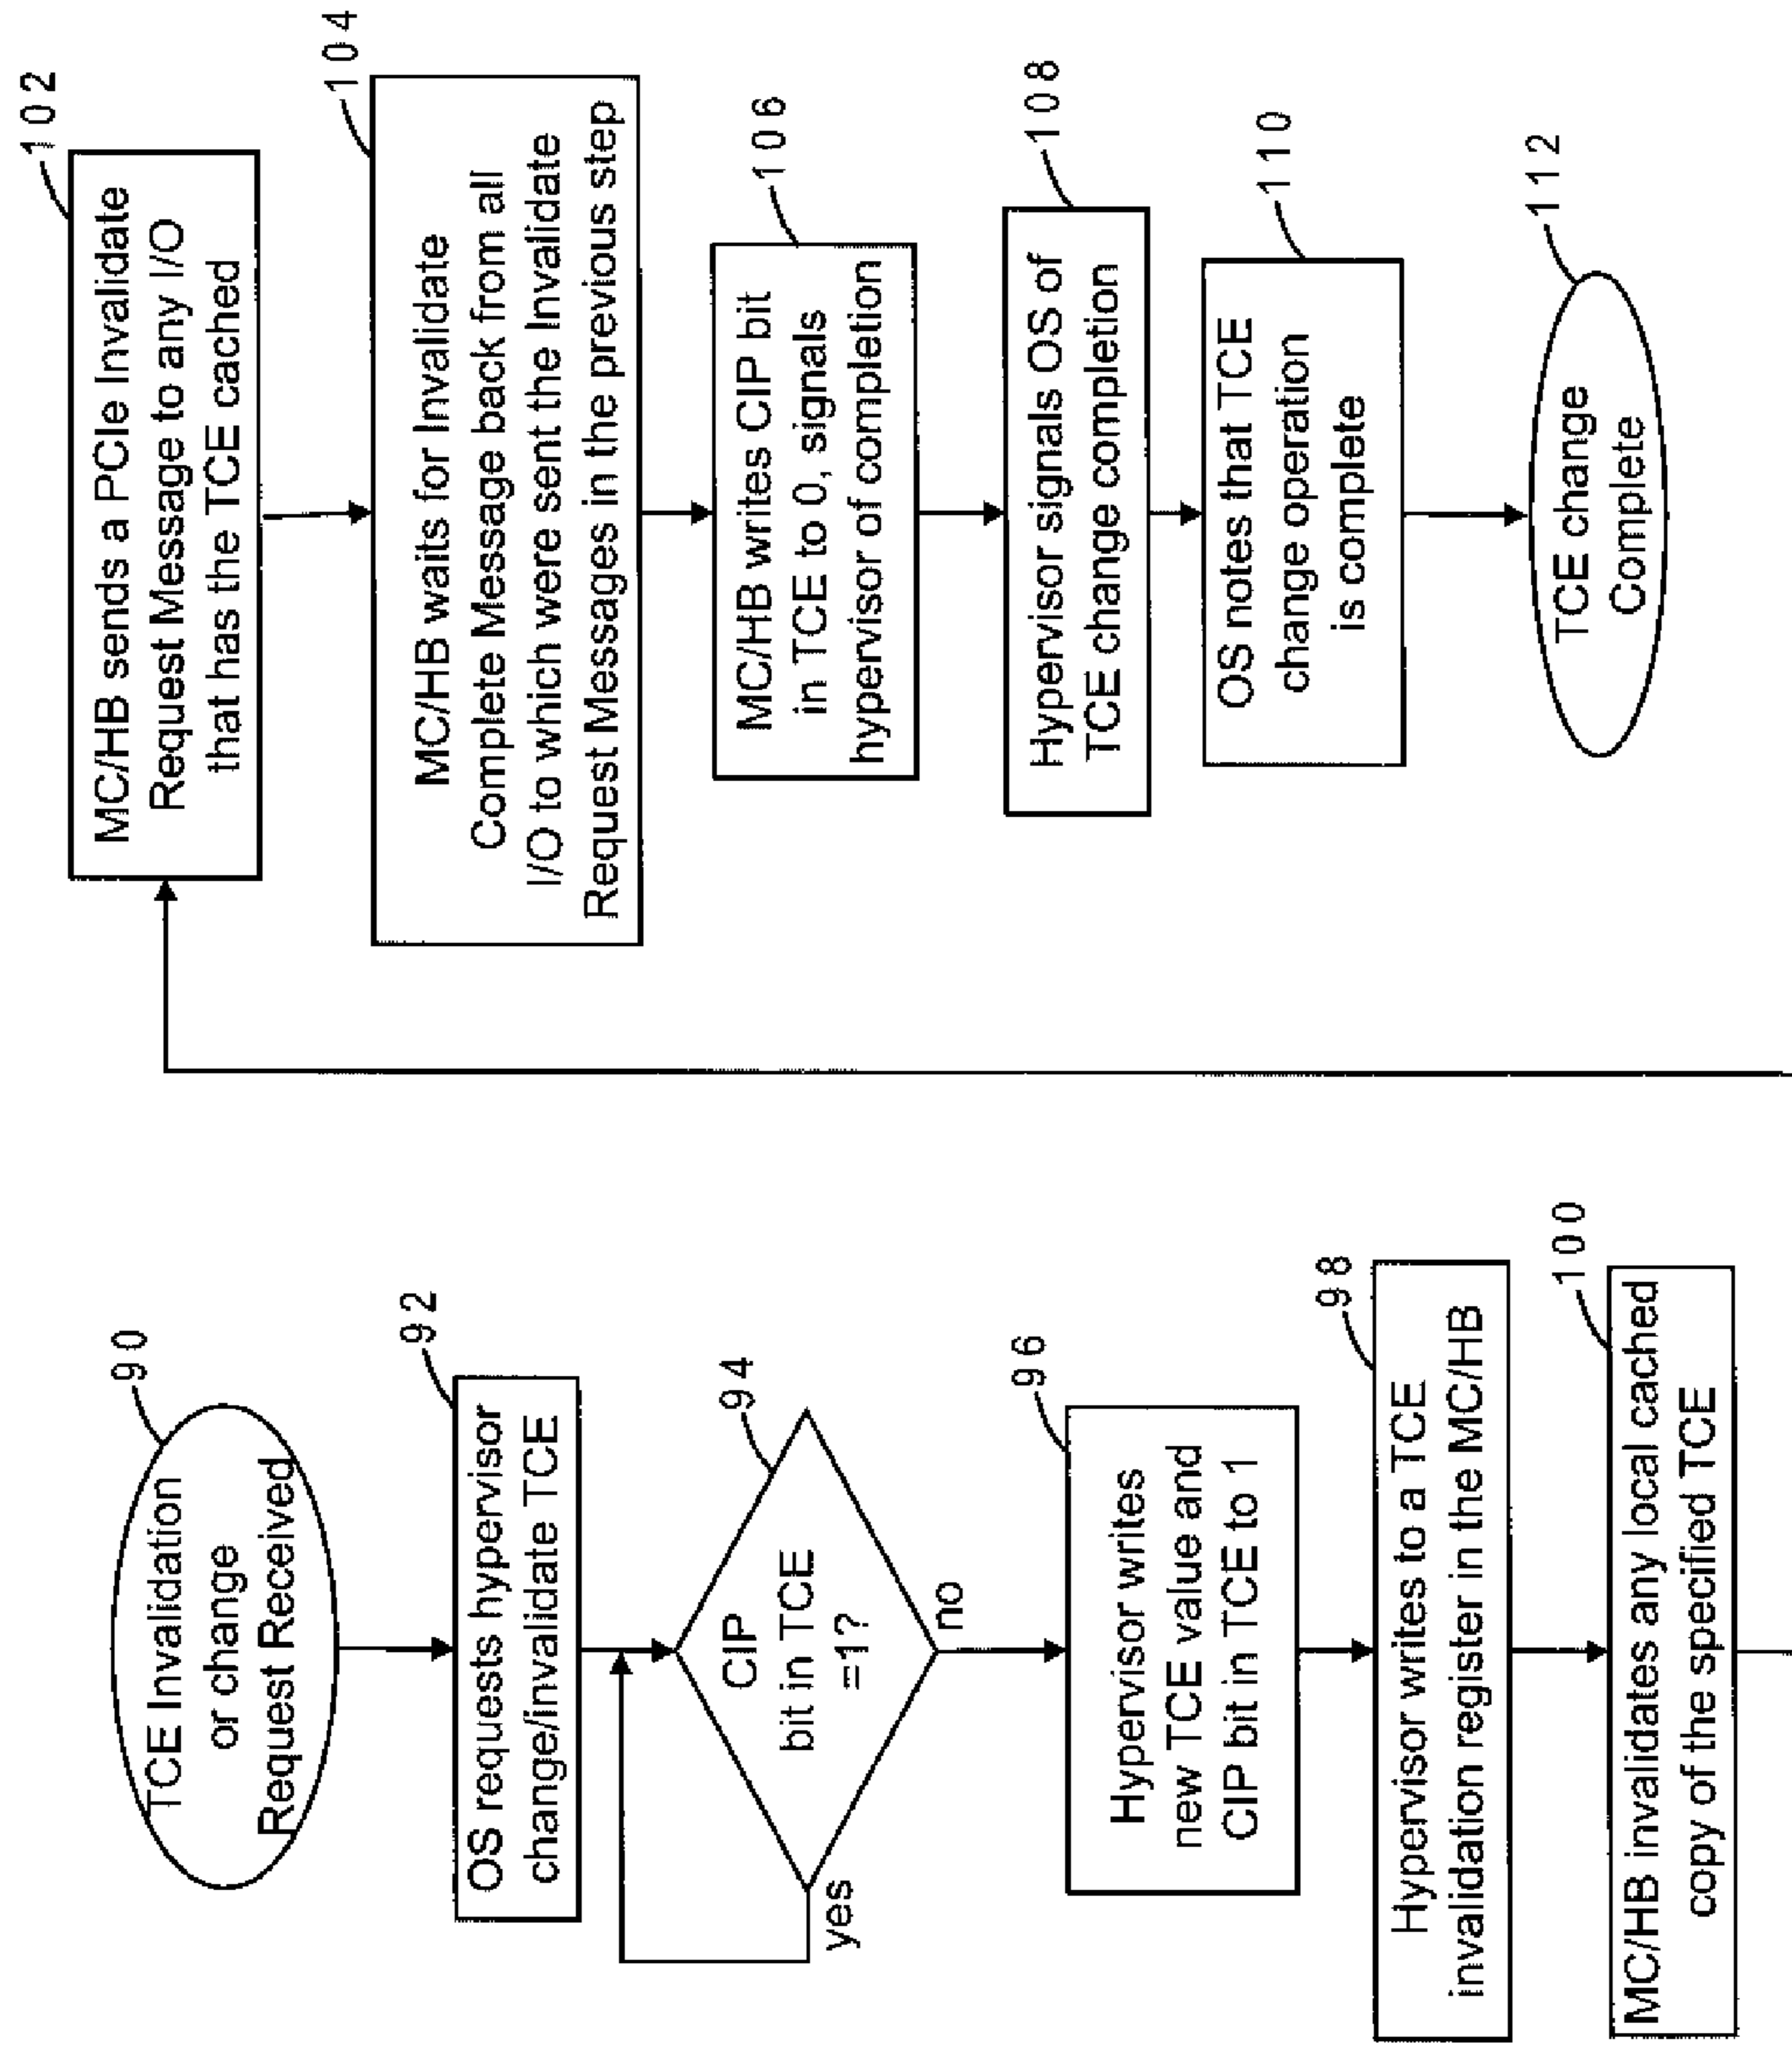 90
TCE Invalidation
or change
Request Received
92
OS requests hypervisor
change/invalidate TCE
94
CIP
bit in TCE
=1?
yes
no
96
Hypervisor writes
new TCE value and
CIP bit in TCE to 1
98
Hypervisor writes to a TCE
invalidation register in the MC/HB
100
MC/HB invalidates any local cached
copy of the specified TCE
102
MC/HB sends a PCIe Invalidate
Request Message to any I/O
that has the TCE cached
104
MC/HB waits for Invalidate
Complete Message back from all
I/O to which were sent the Invalidate
Request Messages in the previous step
106
MC/HB writes CIP bit
in TCE to 0, signals
hypervisor of completion
108
Hypervisor signals OS of
TCE change completion
110
OS notes that TCE
change operation
is complete
112
TCE change
Complete